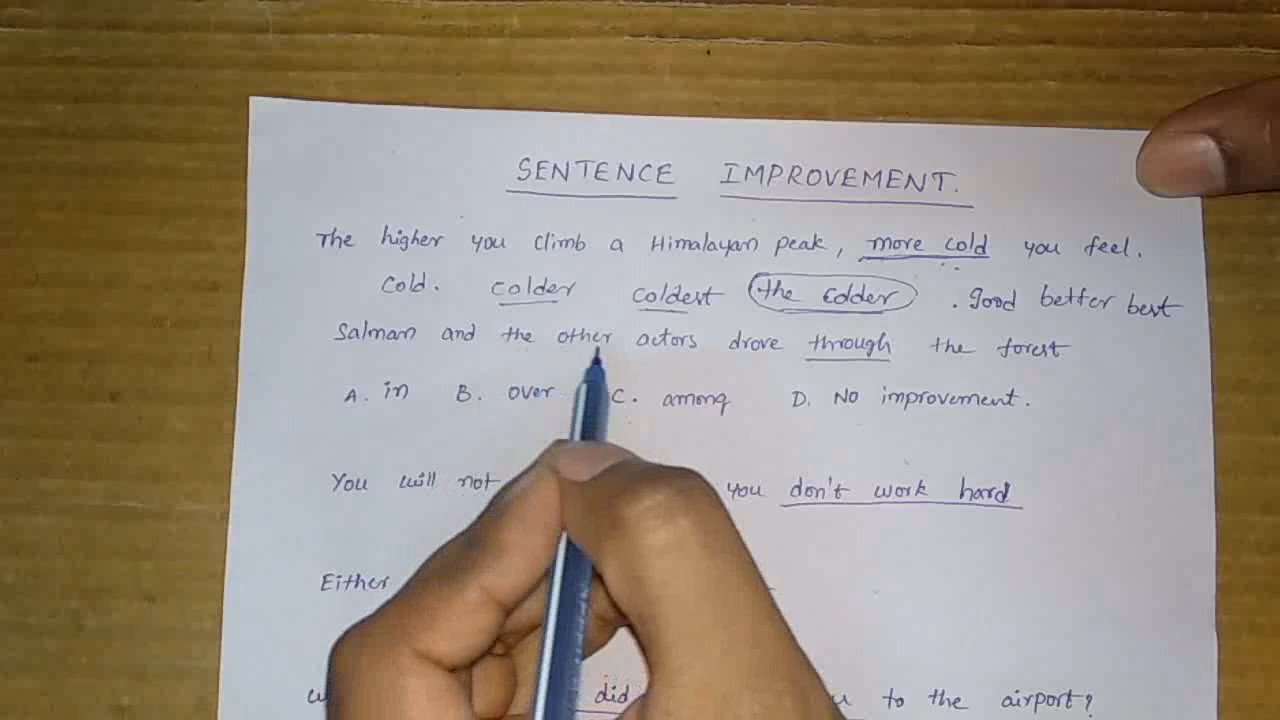 SENTENCE IMPROVEMENT.
The higher you climb a Himalayan peak, more cold you feel.
Cold. colder coldest the colder . good better best
Salman and the other actors drove through the forest
A. in B. over C. among D. No improvement.
You will not you don't work hard
Either
did to the airport?